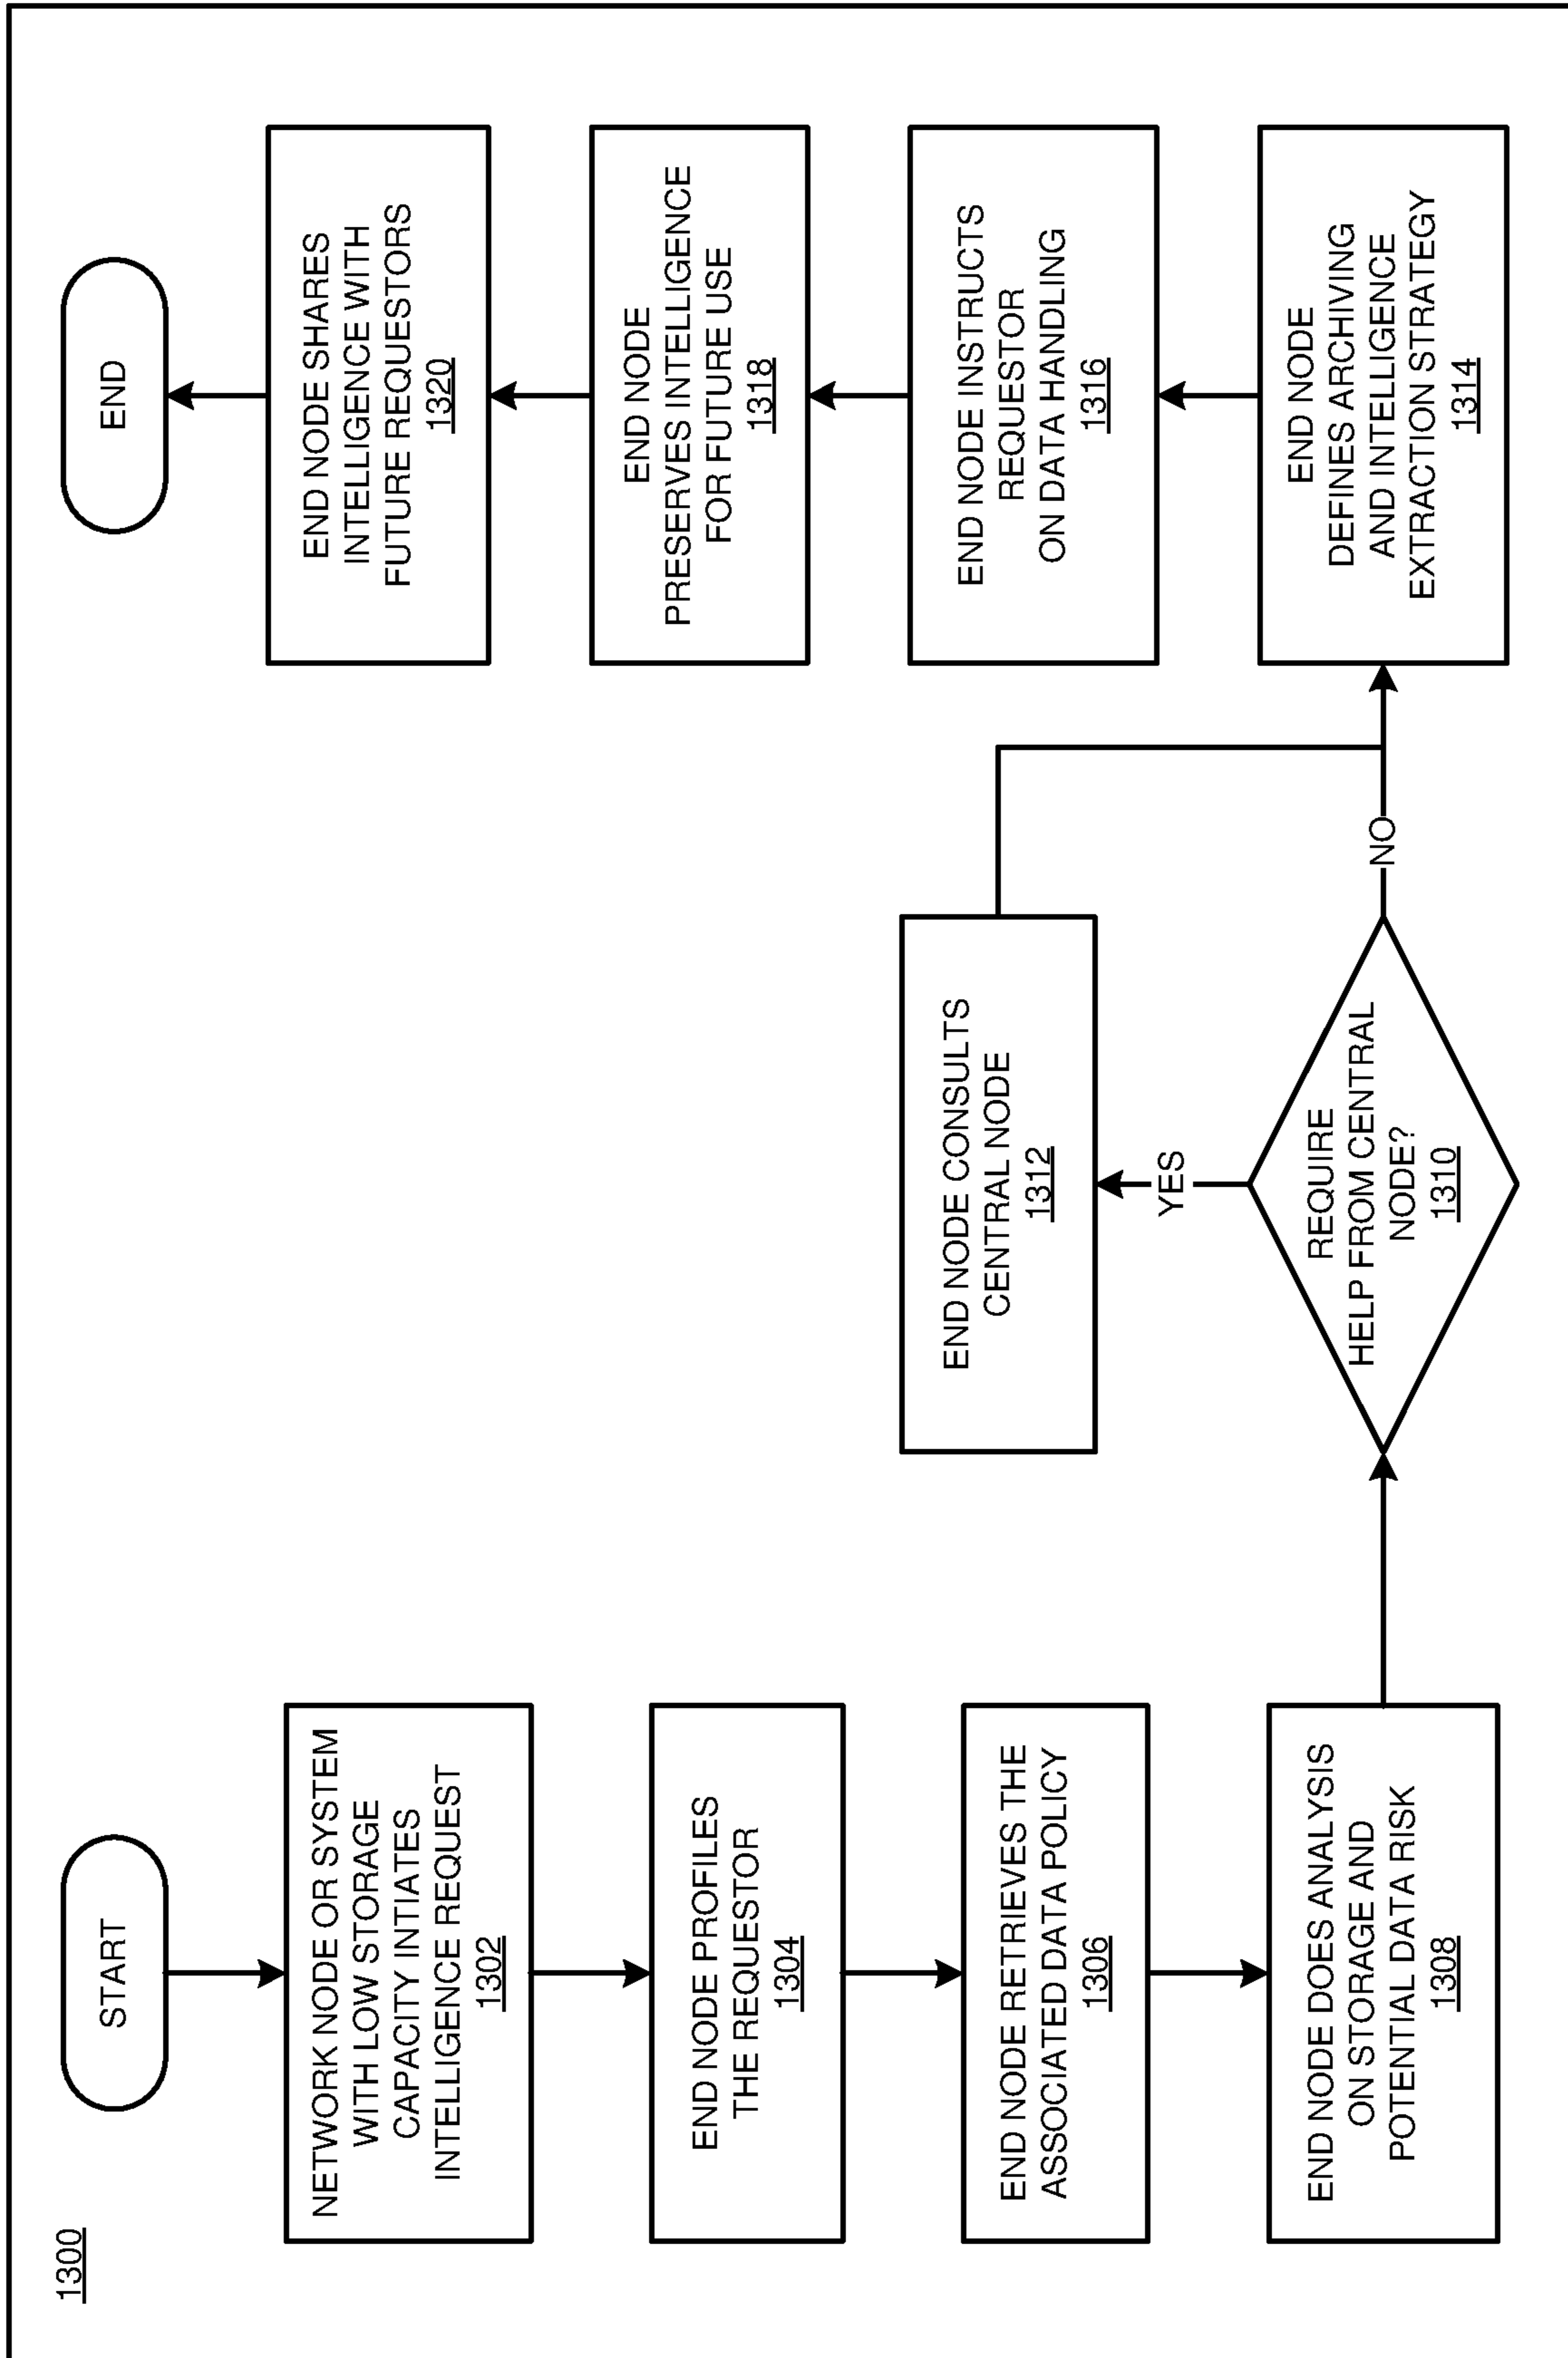 1300
START
NETWORK NODE OR SYSTEM
WITH LOW STORAGE
CAPACITY INTIATES
INTELLIGENCE REQUEST
1302
END NODE PROFILES
THE REQUESTOR
1304
END NODE RETRIEVES THE
ASSOCIATED DATA POLICY
1306
END NODE DOES ANALYSIS
ON STORAGE AND
POTENTIAL DATA RISK
1308
REQUIRE
HELP FROM CENTRAL
NODE?
1310
YES
NO
END NODE CONSULTS
CENTRAL NODE
1312
END NODE
DEFINES ARCHIVING
AND INTELLIGENCE
EXTRACTION STRATEGY
1314
END NODE INSTRUCTS
REQUESTOR
ON DATA HANDLING
1316
END NODE
PRESERVES INTELLIGENCE
FOR FUTURE USE
1318
END NODE SHARES
INTELLIGENCE WITH
FUTURE REQUESTORS
1320
END